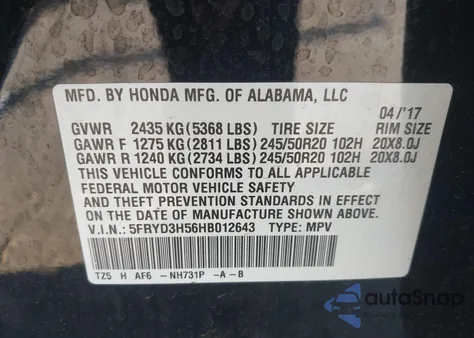 MFD. BY HONDA MFG. OF ALABAMA, LLC
04/'17
GVWR 2435 KG (5368 LBS) TIRE SIZE RIM SIZE
GAWR F 1275 KG (2811 LBS) 245/50R20 102H 20X8.0J
GAWR R 1240 KG (2734 LBS) 245/50R20 102H 20X8.0J
THIS VEHICLE CONFORMS TO ALL APPLICABLE
FEDERAL MOTOR VEHICLE SAFETY
AND THEFT PREVENTION STANDARDS IN EFFECT ON
THE DATE OF MANUFACTURE SHOWN ABOVE.
V.I.N.: 5FRYD3H56HB012643 TYPE: MPV
TZ5 H AF6 -NH731P -A-B
autoSnap